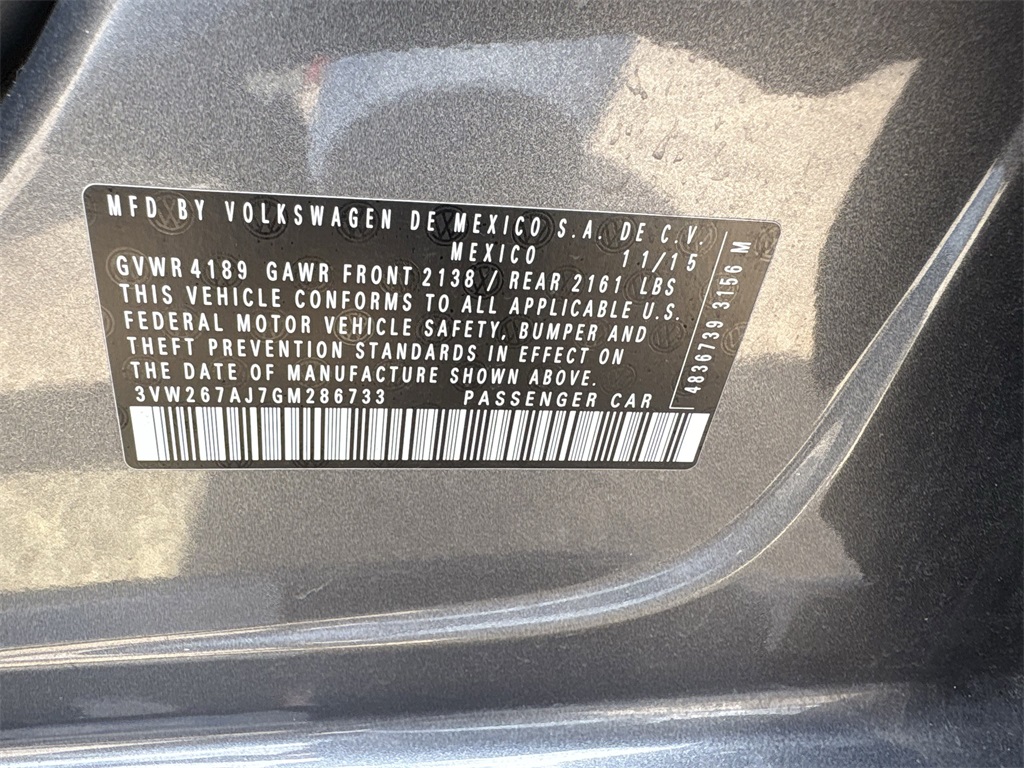 MFD BY VOLKSWAGEN DE MEXICO S.A. DE C.V.
MEXICO 11/15
GVWR 4189 GAWR FRONT 2138 / REAR 2161 LBS
THIS VEHICLE CONFORMS TO ALL APPLICABLE U.S.
FEDERAL MOTOR VEHICLE SAFETY, BUMPER AND
THEFT PREVENTION STANDARDS IN EFFECT ON
THE DATE OF MANUFACTURE SHOWN ABOVE.
3VW267AJ7GM286733 PASSENGER CAR
4836739 3156 M